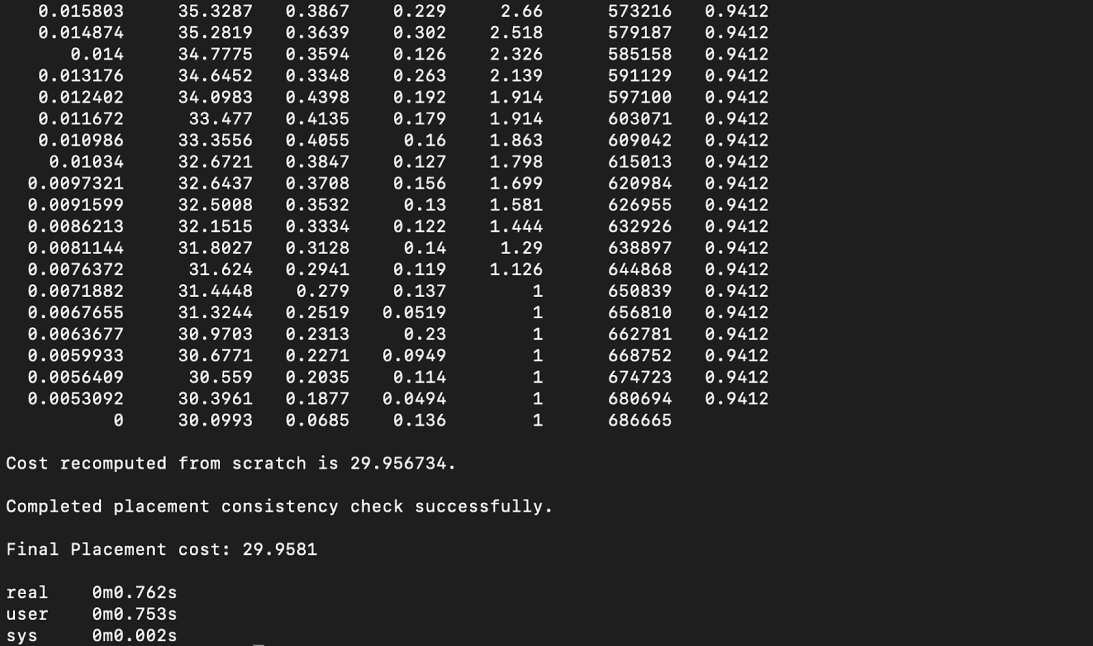 0.015803 35.3287 0.3867 0.229 2.66 573216 0.9412
0.014874 35.2819 0.3639 0.302 2.518 579187 0.9412
0.014 34.7775 0.3594 0.126 2.326 585158 0.9412
0.013176 34.6452 0.3348 0.263 2.139 591129 0.9412
0.012402 34.0983 0.4398 0.192 1.914 597100 0.9412
0.011672 33.477 0.4135 0.179 1.914 603071 0.9412
0.010986 33.3556 0.4055 0.16 1.863 609042 0.9412
0.01034 32.6721 0.3847 0.127 1.798 615013 0.9412
0.0097321 32.6437 0.3708 0.156 1.699 620984 0.9412
0.0091599 32.5008 0.3532 0.13 1.581 626955 0.9412
0.0086213 32.1515 0.3334 0.122 1.444 632926 0.9412
0.0081144 31.8027 0.3128 0.14 1.29 638897 0.9412
0.0076372 31.624 0.2941 0.119 1.126 644868 0.9412
0.0071882 31.4448 0.279 0.137 1 650839 0.9412
0.0067655 31.3244 0.2519 0.0519 1 656810 0.9412
0.0063677 30.9703 0.2313 0.23 1 662781 0.9412
0.0059933 30.6771 0.2271 0.0949 1 668752 0.9412
0.0056409 30.559 0.2035 0.114 1 674723 0.9412
0.0053092 30.3961 0.1877 0.0494 1 680694 0.9412
0 30.0993 0.0685 0.136 1 686665
Cost recomputed from scratch is 29.956734.
Completed placement consistency check successfully.
Final Placement cost: 29.9581
real 0m0.762s
user 0m0.753s
sys 0m0.002s